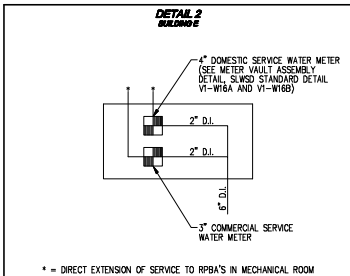 DETAIL 2
BUILDING E
4" DOMESTIC SERVICE WATER METER
(SEE METER VAULT ASSEMBLY
DETAIL, SLWSD STANDARD DETAIL
V1-W16A AND V1-W16B)
* *
2" D.I.
2" D.I.
6" D.I.
3" COMMERCIAL SERVICE
WATER METER
* = DIRECT EXTENSION OF SERVICE TO RPBA'S IN MECHANICAL ROOM